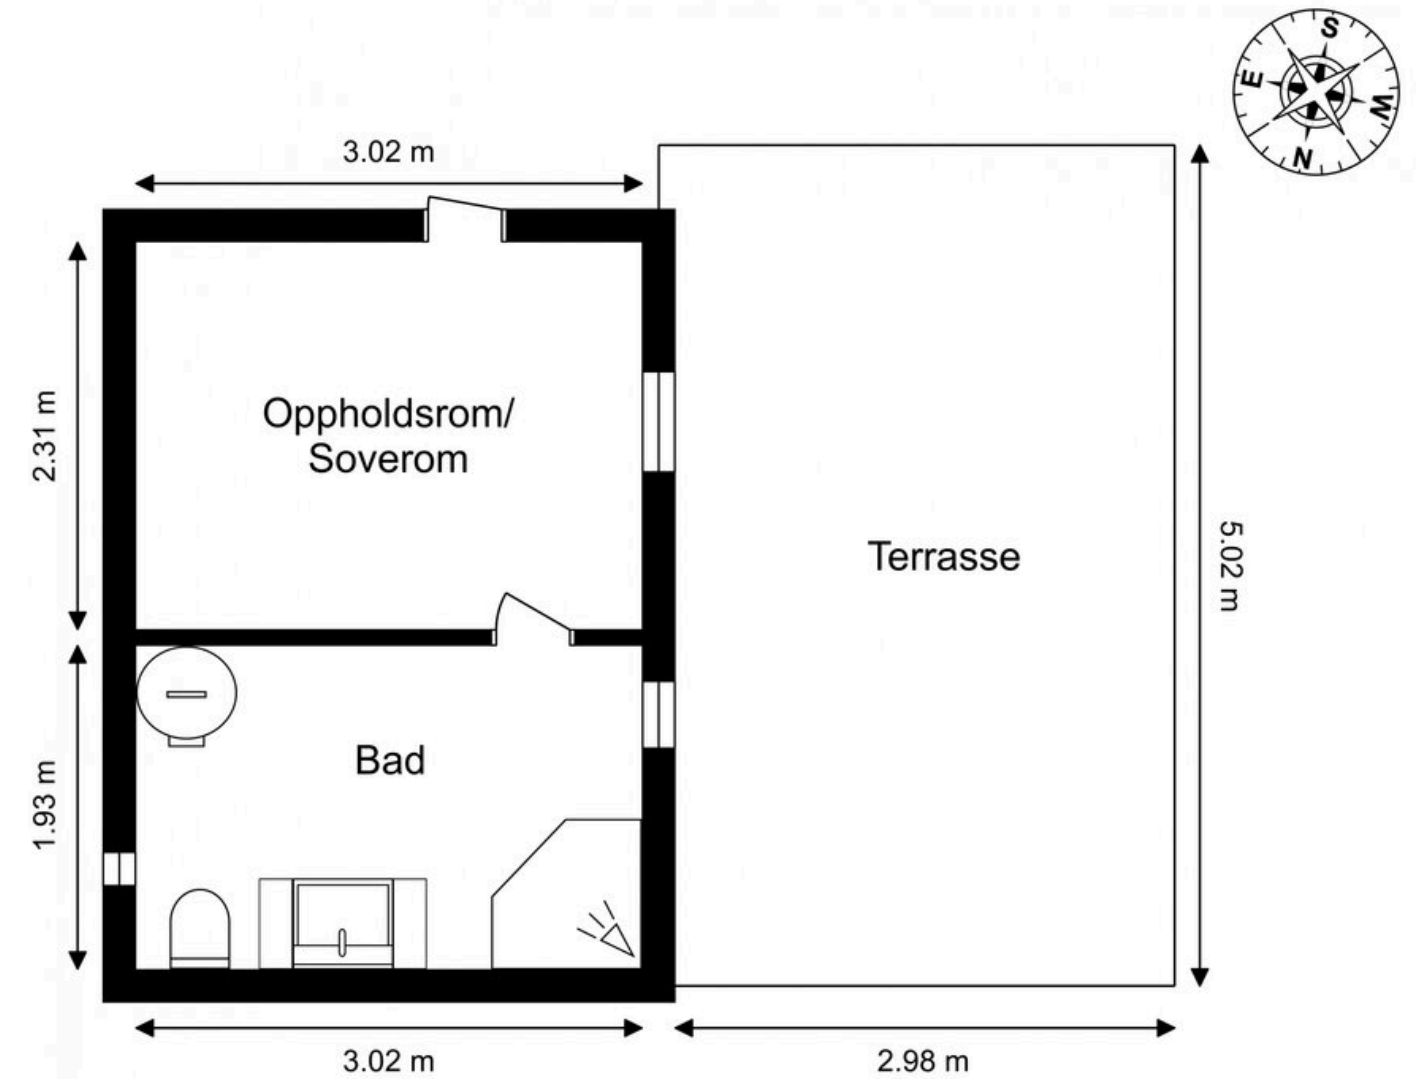 S
E
W
N
3.02 m
2.31 m
Oppholdsrom/
Soverom
Terrasse
5.02 m
1.93 m
Bad
3.02 m
2.98 m